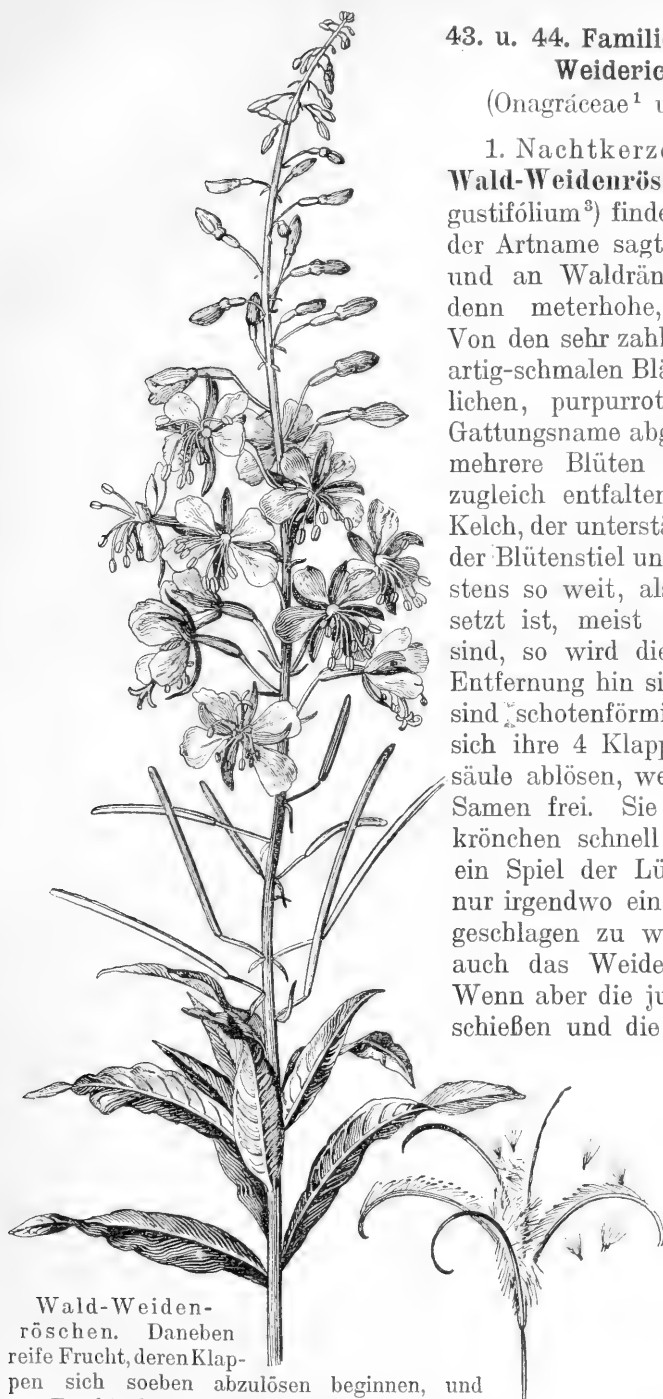 43. u. 44. Famili
Weideric
(Onagráceae¹ u
1. Nachtkerze
Wald-Weidenrös
gustifólium³) finde
der Artname sagt
und an Waldrän
denn meterhohe,
Von den sehr zahl
artig-schmalen Blä
lichen, purpurrot
Gattungsname abg
mehrere Blüten
zugleich entfalten
Kelch, der unterstä
der Blütenstiel un
stens so weit, als
setzt ist, meist
sind, so wird die
Entfernung hin si
sind schotenförmi
sich ihre 4 Klapp
säule ablösen, we
Samen frei. Sie
krönchen schnell
ein Spiel der Lü
nur irgendwo ein
geschlagen zu w
auch das Weide
Wenn aber die ju
schießen und die
Wald-Weiden-
röschen. Daneben
reife Frucht, deren Klap-
pen sich soeben abzulösen beginnen, und